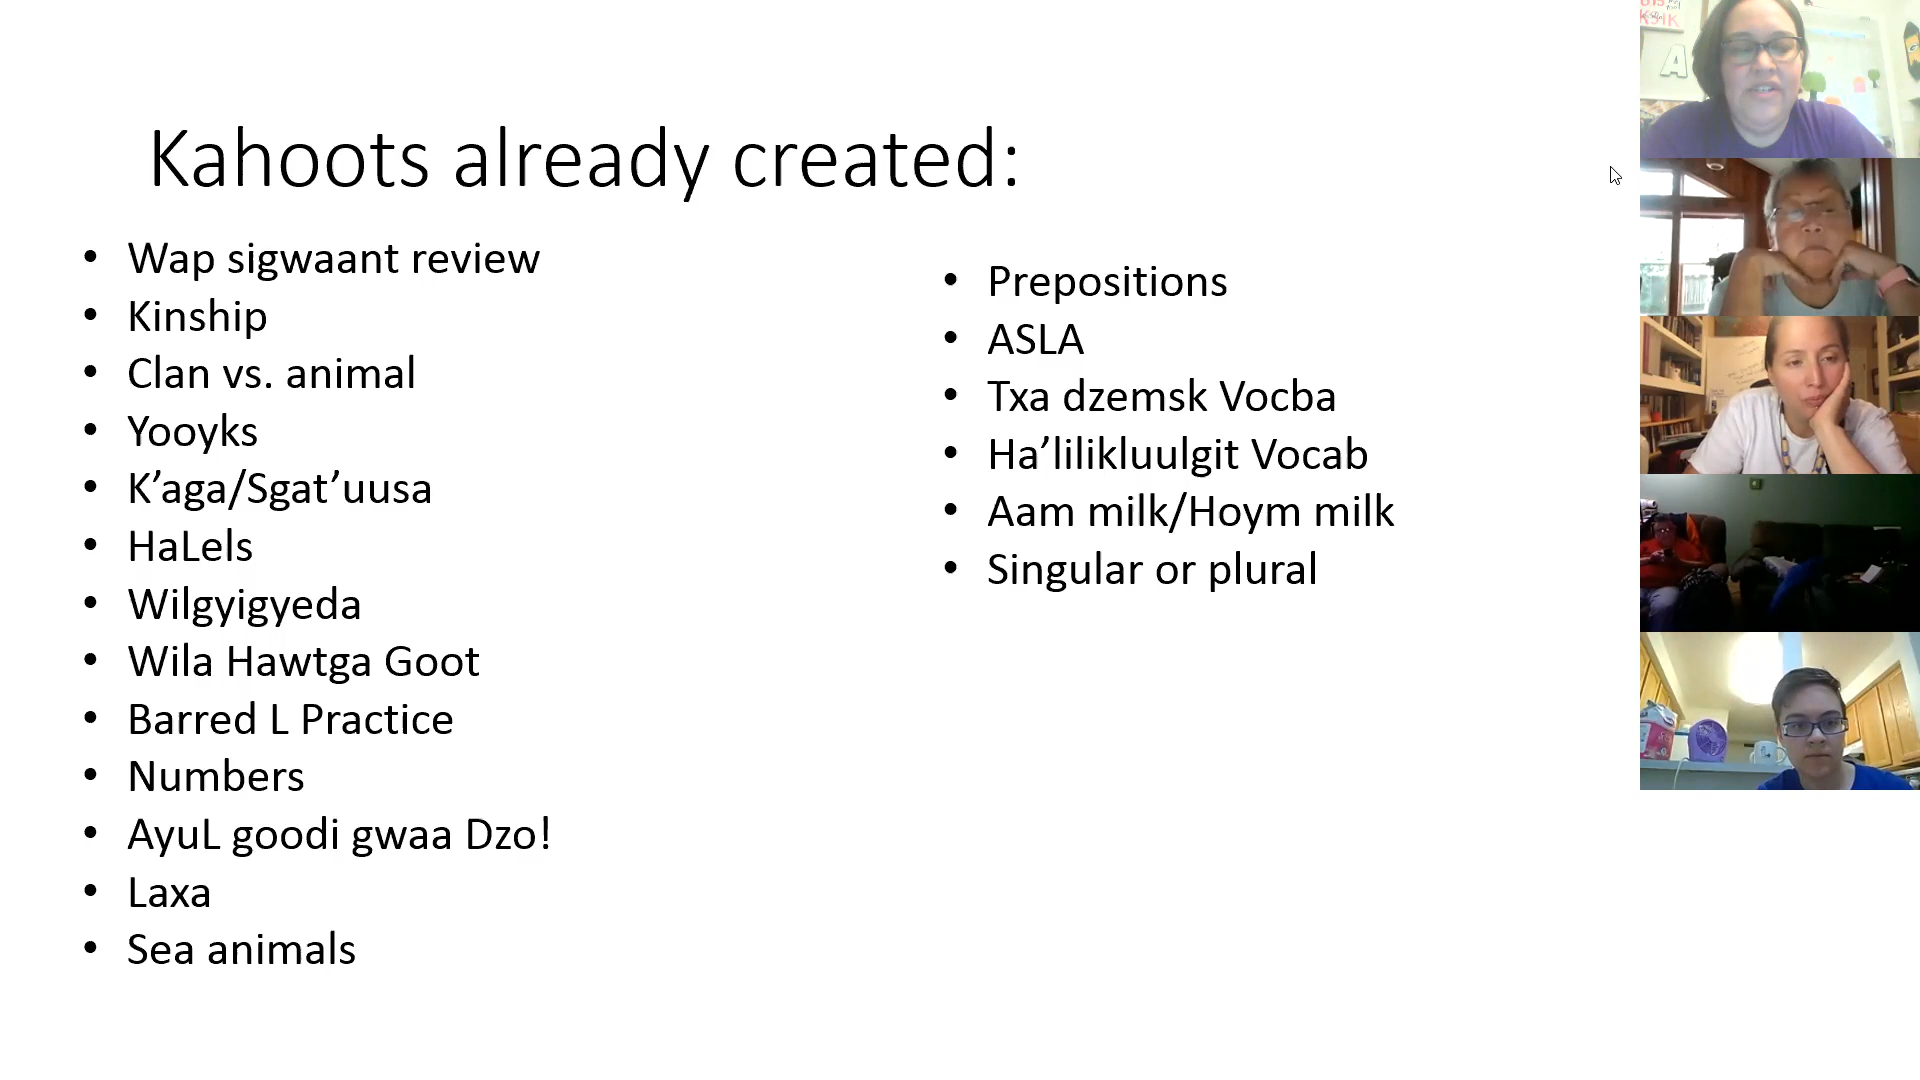 Kahoots already created:
• Wap sigwaant review
• Kinship
• Clan vs. animal
• Yooyks
• K’aga/Sgat’uusa
• HaLels
• Wilgyigyeda
• Wila Hawtga Goot
• Barred L Practice
• Numbers
• AyuL goodi gwaa Dzo!
• Laxa
• Sea animals
• Prepositions
• ASLA
• Txa dzemsk Vocba
• Ha’lilikluulgit Vocab
• Aam milk/Hoym milk
• Singular or plural
A